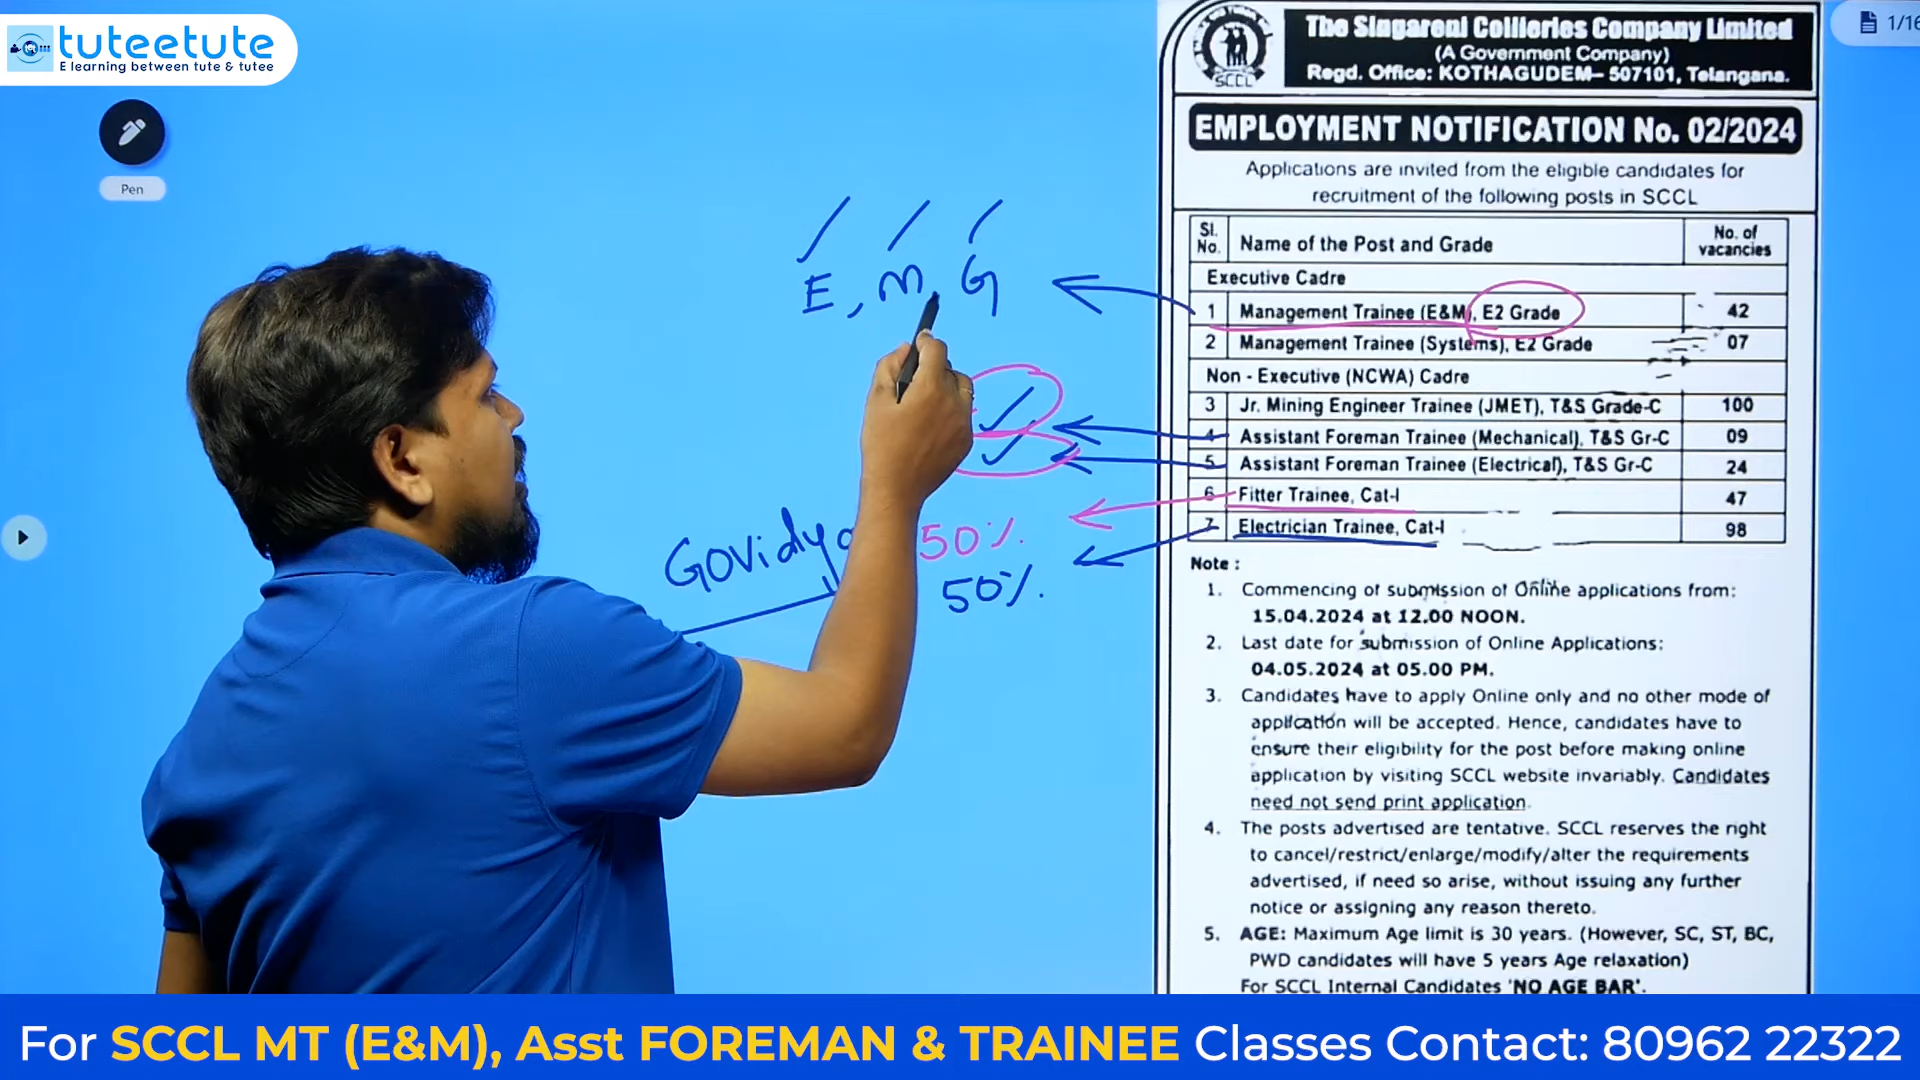 tuteetute
E learning between tute & tutee
Pen
1/16
E, M, G
GOVidya
50%
50%
SCCL
The Singareni Collieries Company Limited
(A Government Company)
Regd. Office: KOTHAGUDEM- 507101, Telangana.
EMPLOYMENT NOTIFICATION No. 02/2024
Applications are invited from the eligible candidates for
recruitment of the following posts in SCCL
Sl. No. Name of the Post and Grade No. of vacancies
Executive Cadre
1 Management Trainee (E&M), E2 Grade 42
2 Management Trainee (Systems), E2 Grade 07
Non - Executive (NCWA) Cadre
3 Jr. Mining Engineer Trainee (JMET), T&S Grade-C 100
4 Assistant Foreman Trainee (Mechanical), T&S Gr-C 09
5 Assistant Foreman Trainee (Electrical), T&S Gr-C 24
6 Fitter Trainee, Cat-I 47
7 Electrician Trainee, Cat-I 98
Note :
1. Commencing of submission of Online applications from:
15.04.2024 at 12.00 NOON.
2. Last date for submission of Online Applications:
04.05.2024 at 05.00 PM.
3. Candidates have to apply Online only and no other mode of
application will be accepted. Hence, candidates have to
ensure their eligibility for the post before making online
application by visiting SCCL website invariably. Candidates
need not send print application.
4. The posts advertised are tentative. SCCL reserves the right
to cancel/restrict/enlarge/modify/alter the requirements
advertised, if need so arise, without issuing any further
notice or assigning any reason thereto.
5. AGE: Maximum Age limit is 30 years. (However, SC, ST, BC,
PWD candidates will have 5 years Age relaxation)
For SCCL Internal Candidates 'NO AGE BAR'.
For SCCL MT (E&M), Asst FOREMAN & TRAINEE Classes Contact: 80962 22322